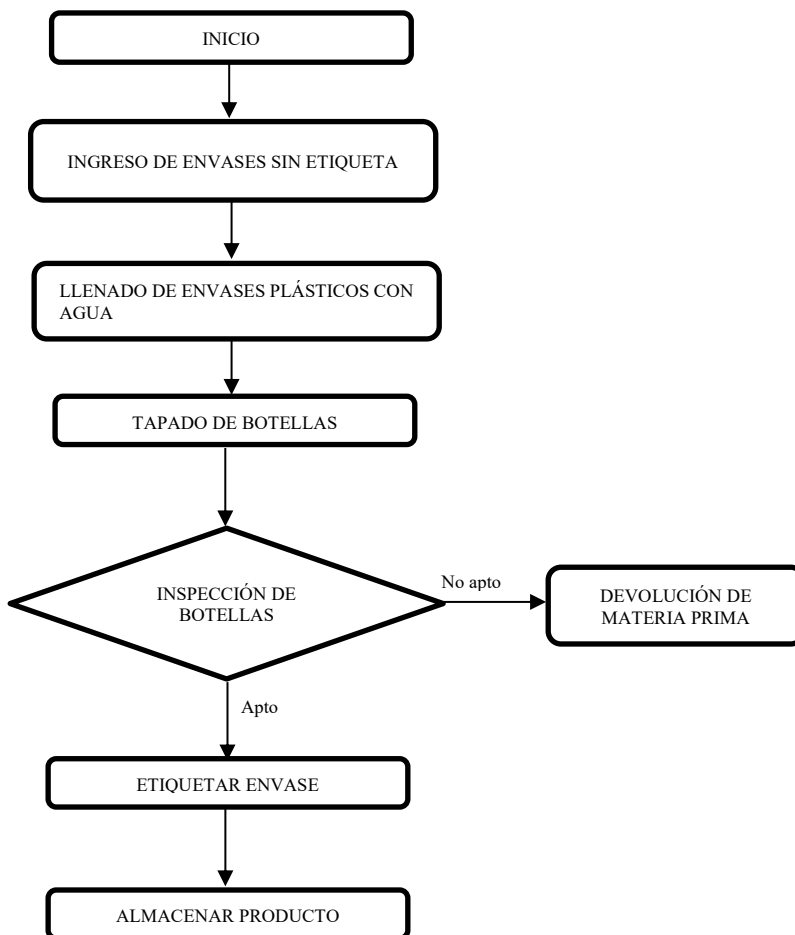 INICIO
INGRESO DE ENVASES SIN ETIQUETA
LLENADO DE ENVASES PLÁSTICOS CON
AGUA
TAPADO DE BOTELLAS
INSPECCIÓN DE
BOTELLAS
No apto
DEVOLUCIÓN DE
MATERIA PRIMA
Apto
ETIQUETAR ENVASE
ALMACENAR PRODUCTO